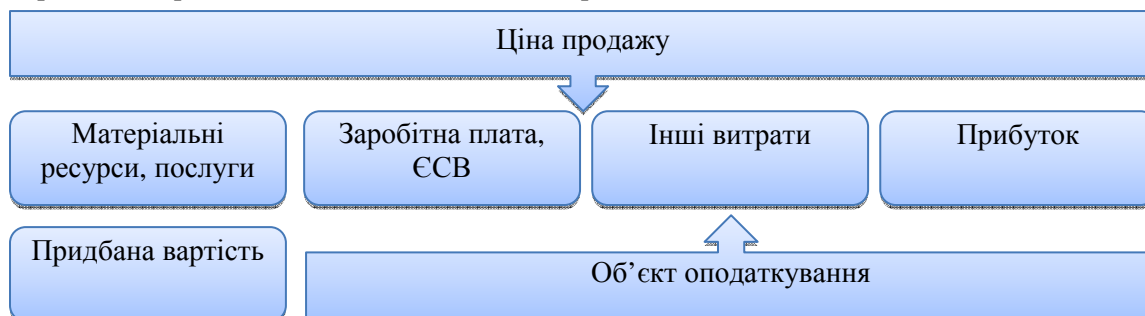 Ціна продажу
Матеріальні
ресурси, послуги
Заробітна плата,
ЄСВ
Інші витрати
Прибуток
Придбана вартість
Об’єкт оподаткування